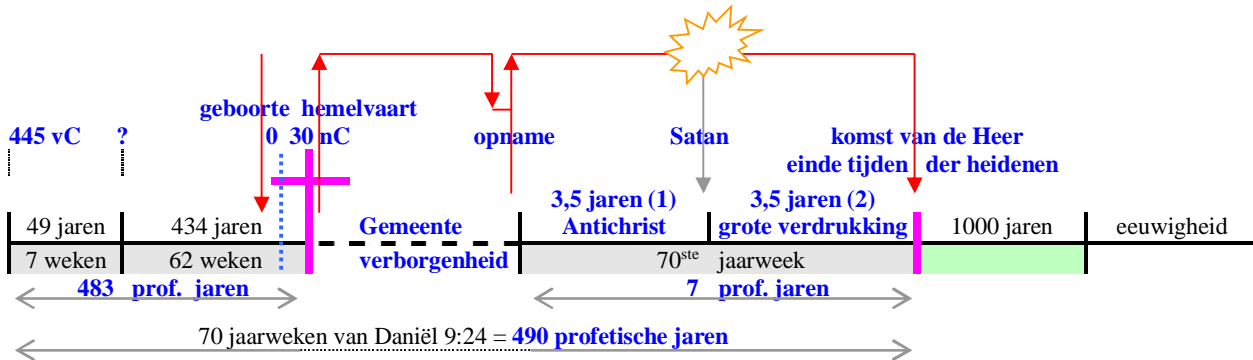 geboorte hemelvaart
445 vC ? 0 30 nC opname Satan komst van de Heer
einde tijden der heidenen
3,5 jaren (1) 3,5 jaren (2)
49 jaren 434 jaren Gemeente Antichrist grote verdrukking 1000 jaren eeuwigheid
7 weken 62 weken verborgenheid 70ste jaarweek
483 prof. jaren 7 prof. jaren
70 jaarweken van Daniël 9:24 = 490 profetische jaren